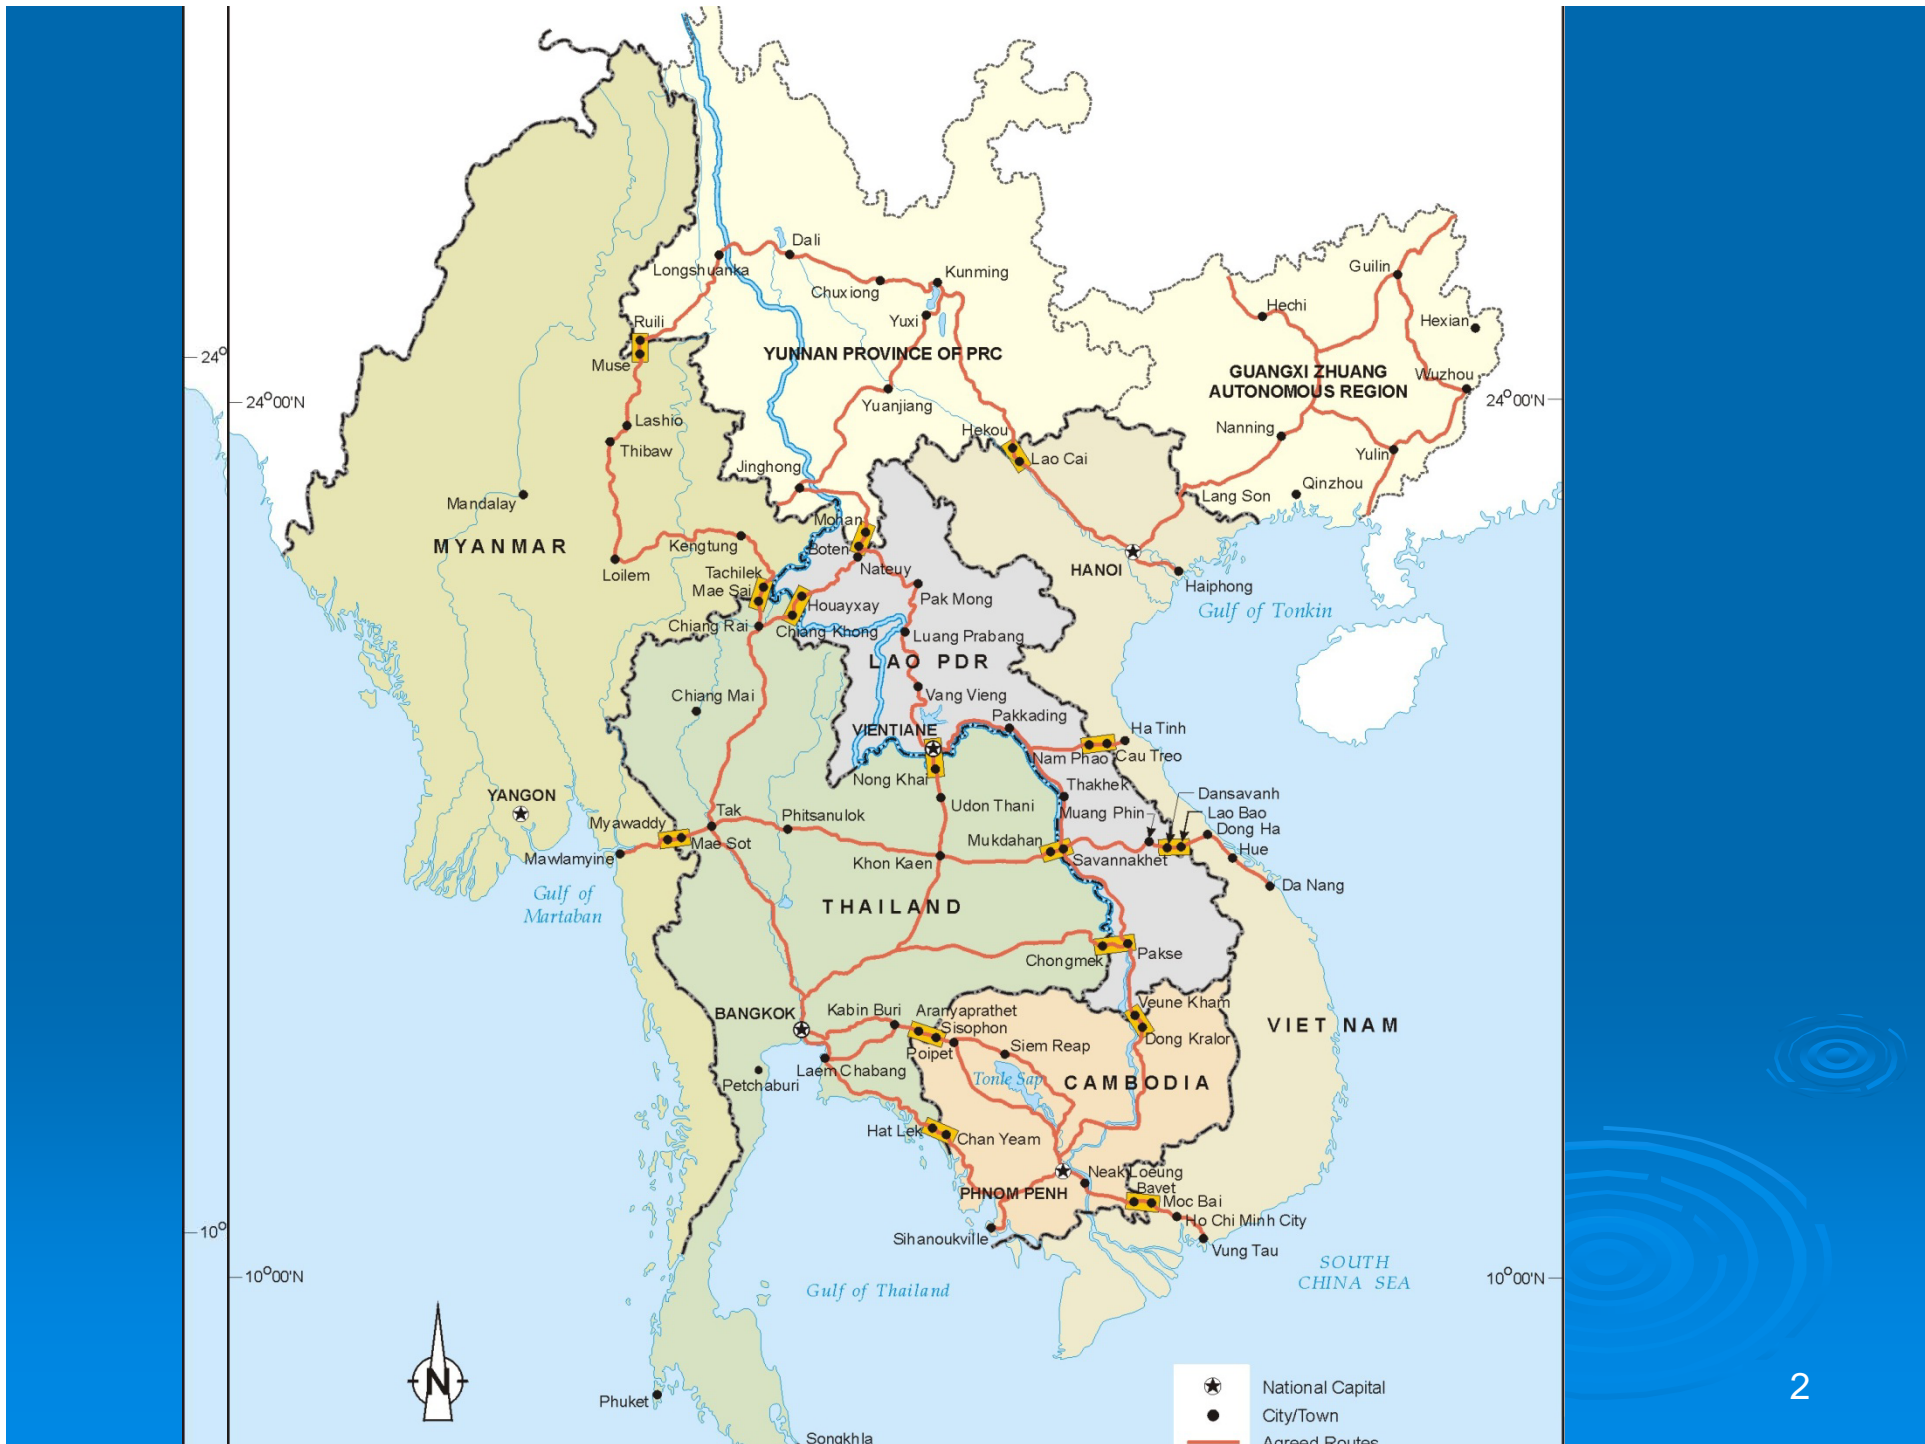 Dali
Longshuanka
Kunming
Chuxiong
Guilin
Hechi
Ruili
Yuxi
Hexian
24°
YUNNAN PROVINCE OF PRC
Muse
GUANGXI ZHUANG
AUTONOMOUS REGION
Wuzhou
24°00'N
24°00'N
Yuanjiang
Lashio
Hekou
Nanning
Thibaw
Lao Cai
Yulin
Jinghong
Mandalay
Lang Son
Qinzhou
Mohan
MYANMAR
Kengtung
Boten
Loilem
Tachilek
Nateuy
HANOI
Mae Sai
Haiphong
Houayxay
Pak Mong
Gulf of Tonkin
Chiang Rai
Chiang Khong
Luang Prabang
LAO PDR
Chiang Mai
Vang Vieng
Pakkading
VIENTIANE
Ha Tinh
Nam Phao
Cau Treo
Nong Khai
Thakhek
YANGON
Udon Thani
Dansavanh
Tak
Phitsanulok
Muang Phin
Lao Bao
Myawaddy
Dong Ha
Mae Sot
Mukdahan
Hue
Mawlamyine
Khon Kaen
Savannakhet
Da Nang
Gulf of
Martaban
THAILAND
Chongmek
Pakse
BANGKOK
Kabin Buri
Aranyaprathet
Veune Kham
Sisophon
VIET NAM
Poipet
Siem Reap
Dong Kralor
Laem Chabang
Petchaburi
Tonle Sap
CAMBODIA
Hat Lek
Chan Yeam
Neak Loeung
PHNOM PENH
Bavet
Moc Bai
Ho Chi Minh City
10°
Sihanoukville
Vung Tau
10°00'N
SOUTH
CHINA SEA
10°00'N
Gulf of Thailand
N
Phuket
National Capital
2
City/Town
Songkhla
Agreed Routes